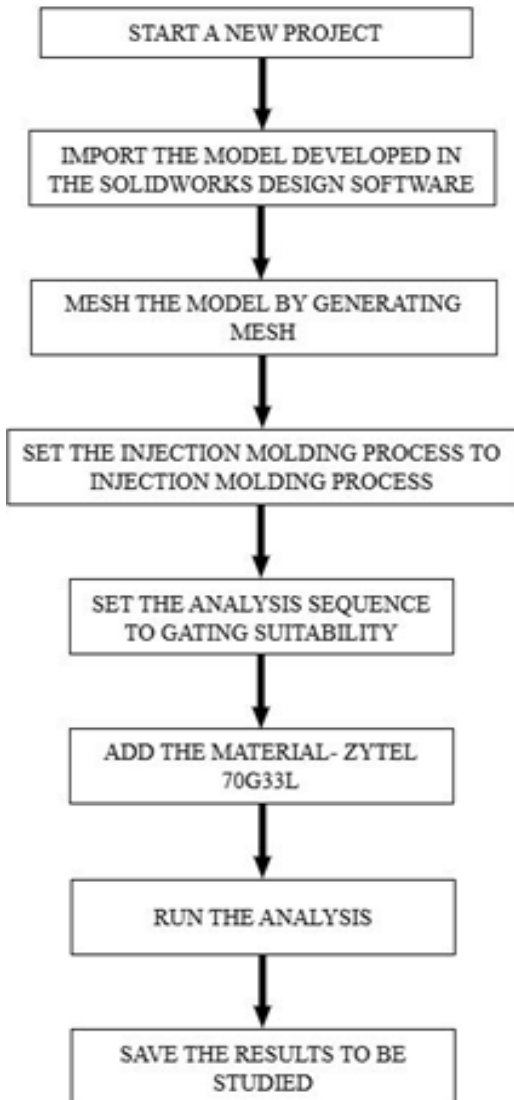 START A NEW PROJECT
IMPORT THE MODEL DEVELOPED IN
THE SOLIDWORKS DESIGN SOFTWARE
MESH THE MODEL BY GENERATING
MESH
SET THE INJECTION MOLDING PROCESS TO
INJECTION MOLDING PROCESS
SET THE ANALYSIS SEQUENCE
TO GATING SUITABILITY
ADD THE MATERIAL- ZYTEL
70G33L
RUN THE ANALYSIS
SAVE THE RESULTS TO BE
STUDIED